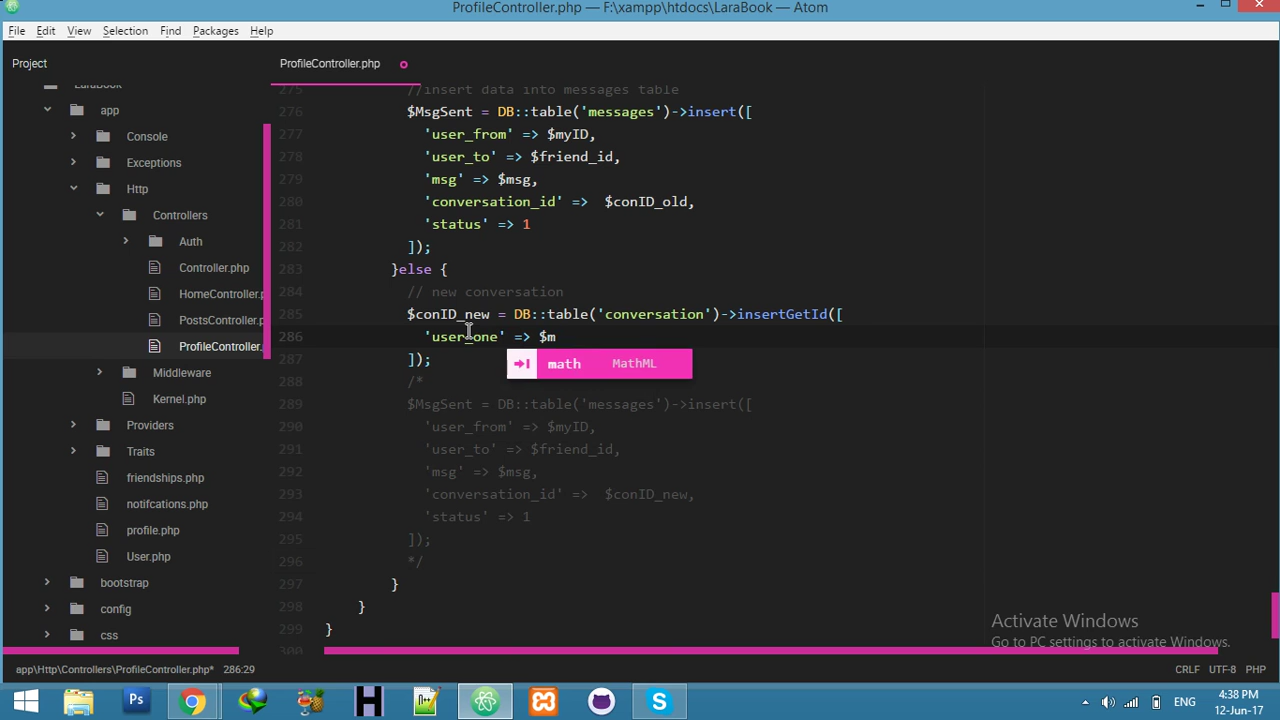 ProfileController.php — F:\xampp\htdocs\LaraBook — Atom
File Edit View Selection Find Packages Help
Project
ProfileController.php
LaraBook
app
Console
Exceptions
Http
Controllers
Auth
Controller.php
HomeController.p
PostsController.p
ProfileController.
Middleware
Kernel.php
Providers
Traits
friendships.php
notifcations.php
profile.php
User.php
bootstrap
config
css
275 //insert data into messages table
276 $MsgSent = DB::table('messages')->insert([
277 'user_from' => $myID,
278 'user_to' => $friend_id,
279 'msg' => $msg,
280 'conversation_id' =>  $conID_old,
281 'status' => 1
282 ]);
283 }else {
284 // new conversation
285 $conID_new = DB::table('conversation')->insertGetId([
286 'user_one' => $m
math MathML
287 ]);
288 /*
289 $MsgSent = DB::table('messages')->insert([
290 'user_from' => $myID,
291 'user_to' => $friend_id,
292 'msg' => $msg,
293 'conversation_id' =>  $conID_new,
294 'status' => 1
295 ]);
296 */
297 }
298 }
299 }
300
Activate Windows
Go to PC settings to activate Windows.
app\Http\Controllers\ProfileController.php* 286:29
CRLF UTF-8 PHP
Ps
H
S
ENG
4:38 PM
12-Jun-17